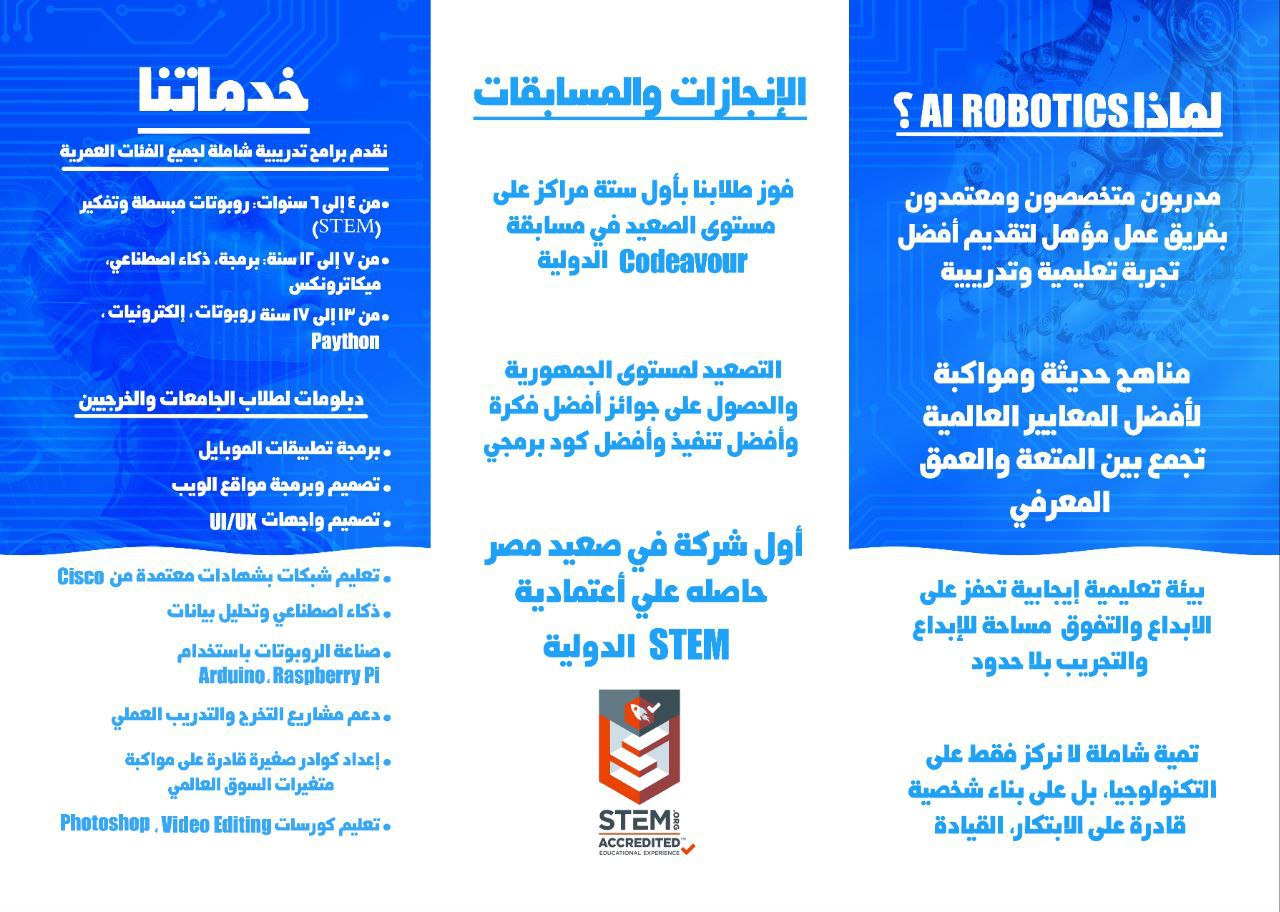 لماذا AI ROBOTICS ؟
مدربون متخصصون ومعتمدون
بفريق عمل مؤهل لتقديم أفضل
تجربة تعليمية وتدريبية
مناهج حديثة ومواكبة
لأفضل المعايير العالمية
تجمع بين المتعة والعمق
المعرفي
بيئة تعليمية إيجابية تحفز على
الابداع والتفوق مساحة للإبداع
والتجريب بلا حدود
تمية شاملة لا نركز فقط على
التكنولوجيا، بل على بناء شخصية
قادرة على الابتكار، القيادة
الإنجازات والمسابقات
فوز طلابنا بأول ستة مراكز على
مستوى الصعيد في مسابقة
Codeavour الدولية
التصعيد لمستوى الجمهورية
والحصول على جوائز أفضل فكرة
وأفضل تنفيذ وأفضل كود برمجي
أول شركة في صعيد مصر
حاصله علي أعتمادية
STEM الدولية
STEM.ORG
ACCREDITED™
EDUCATIONAL EXPERIENCE
خدماتنا
نقدم برامج تدريبية شاملة لجميع الفئات العمرية
•من ٤ إلى ٦ سنوات: روبوتات مبسطة وتفكير
(STEM)
•من ٧ إلى ١٢ سنة: برمجة، ذكاء اصطناعي،
ميكاترونكس
•من ١٣ إلى ١٧ سنة روبوتات ، إلكترونيات ،
Paython
دبلومات لطلاب الجامعات والخرجيين
• برمجة تطبيقات الموبايل
• تصميم وبرمجة مواقع الويب
• تصميم واجهات UI/UX
• تعليم شبكات بشهادات معتمدة من Cisco
• ذكاء اصطناعي وتحليل بيانات
• صناعة الروبوتات باستخدام
Arduino، Raspberry Pi
• دعم مشاريع التخرج والتدريب العملي
• إعداد كوادر صغيرة قادرة على مواكبة
متغيرات السوق العالمي
• تعليم كورسات Photoshop ، Video Editing